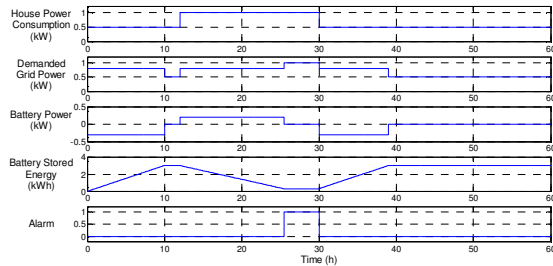 House Power
Consumption
(kW)
1
0.5
0
0 10 20 30 40 50 60
Demanded
Grid Power
(kW)
1
0.5
0
0 10 20 30 40 50 60
Battery Power
(kW)
0.5
0
-0.5
0 10 20 30 40 50 60
Battery Stored
Energy
(kWh)
4
2
0
0 10 20 30 40 50 60
Alarm
1
0.5
0
0 10 20 30 40 50 60
Time (h)